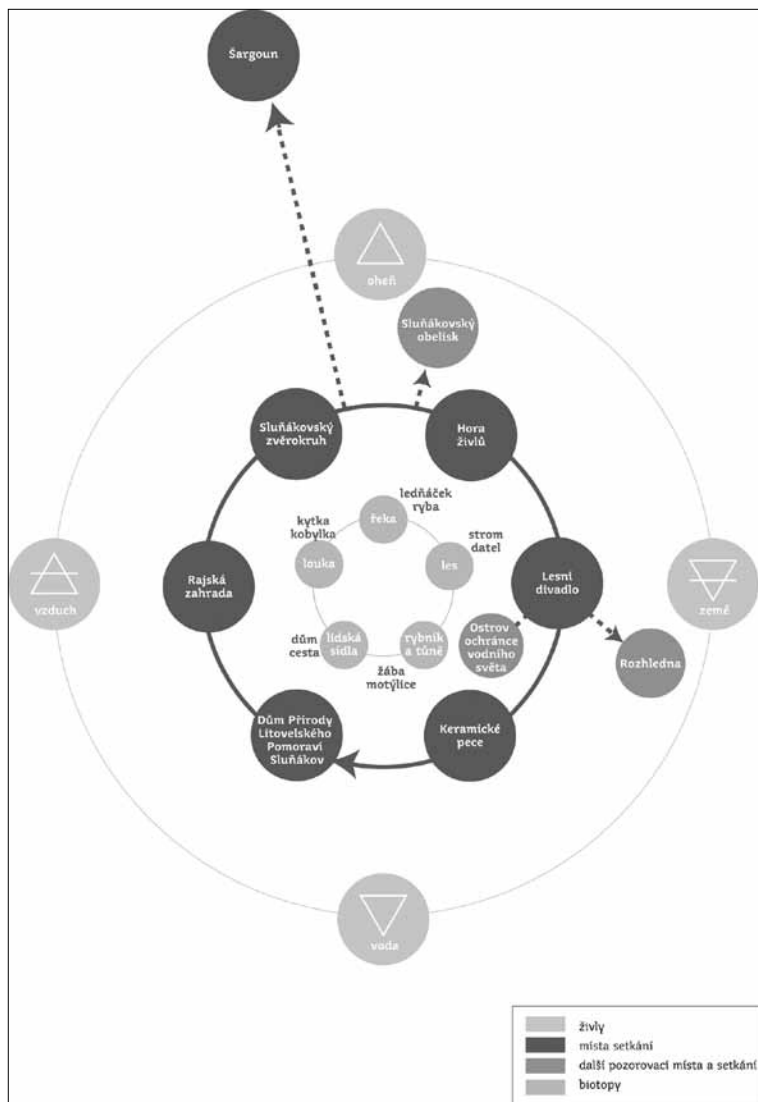 Šargoun
oheň
Sluňákovský
obelisk
Sluňákovský
zvěrokruh
Hora
živlů
ledňáček
ryba
kytka
kobylka
řeka
strom
datel
louka
les
vzduch
Rajská
zahrada
Lesní
divadlo
země
dům
cesta
lidská
sídla
rybník
a tůně
Ostrov
ochránce
vodního
světa
Rozhledna
žába
motýlice
Dům Přírody
Litovelského
Pomoraví
Sluňákov
Keramické
pece
voda
živly
místa setkání
další pozorovací místa a setkání
biotopy